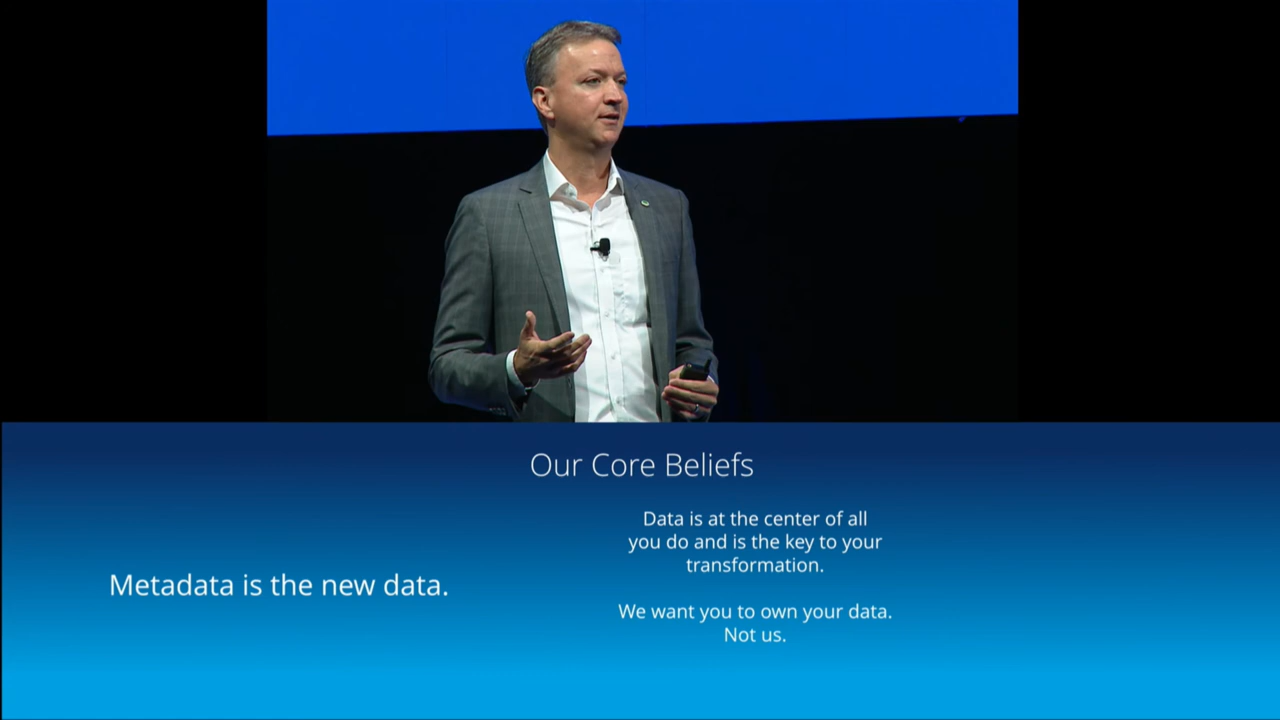 Our Core Beliefs
Metadata is the new data.
Data is at the center of all
you do and is the key to your
transformation.
We want you to own your data.
Not us.